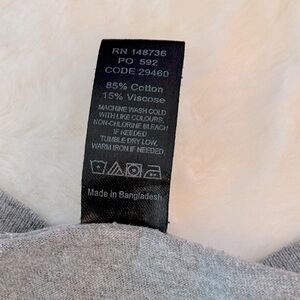 RN 148736
PO 592
CODE 29460
85% Cotton
15% Viscose
MACHINE WASH COLD
WITH LIKE COLOURS,
NON-CHLORINE BLEACH
IF NEEDED
TUMBLE DRY LOW,
WARM IRON IF NEEDED.
Made in Bangladesh